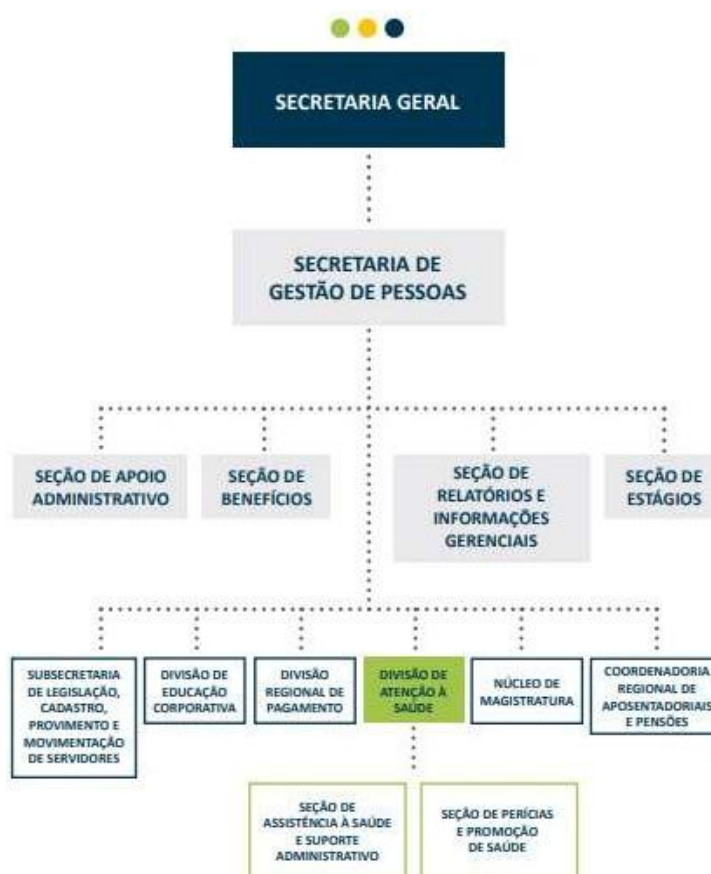 SECRETARIA GERAL
SECRETARIA DE
GESTÃO DE PESSOAS
SEÇÃO DE APOIO
ADMINISTRATIVO
SEÇÃO DE
BENEFÍCIOS
SEÇÃO DE
RELATÓRIOS E
INFORMAÇÕES
GERENCIAIS
SEÇÃO DE
ESTÁGIOS
SUBSECRETARIA
DE LEGISLAÇÃO,
CADASTRO,
PROVIMENTO E
MOVIMENTAÇÃO
DE SERVIDORES
DIVISÃO DE
EDUCAÇÃO
CORPORATIVA
DIVISÃO
REGIONAL DE
PAGAMENTO
DIVISÃO DE
ATENÇÃO À
SAÚDE
NÚCLEO DE
MAGISTRATURA
COORDENADORIA
REGIONAL DE
APOSENTADORIAIS
E PENSÕES
SEÇÃO DE
ASSISTÊNCIA À SAÚDE
E SUPORTE
ADMINISTRATIVO
SEÇÃO DE PERÍCIAS
E PROMOÇÃO
DE SAÚDE